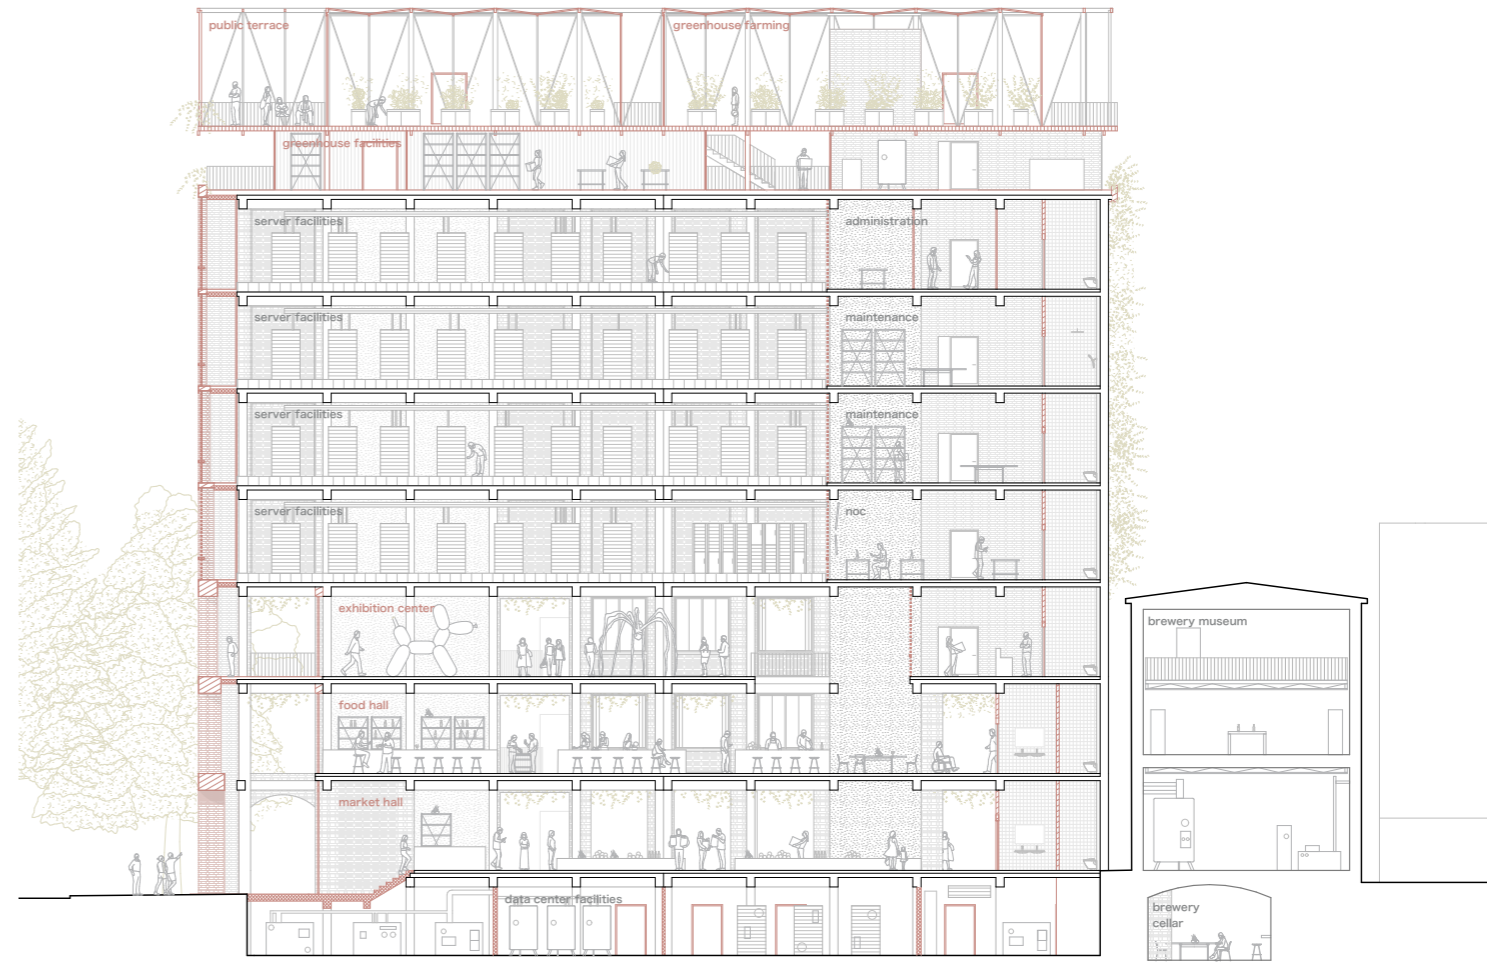 public terrace
greenhouse farming
greenhouse facilities
server facilities
administration
server facilities
maintenance
server facilities
maintenance
server facilities
noc
exhibition center
brewery museum
food hall
market hall
data center facilities
brewery
cellar